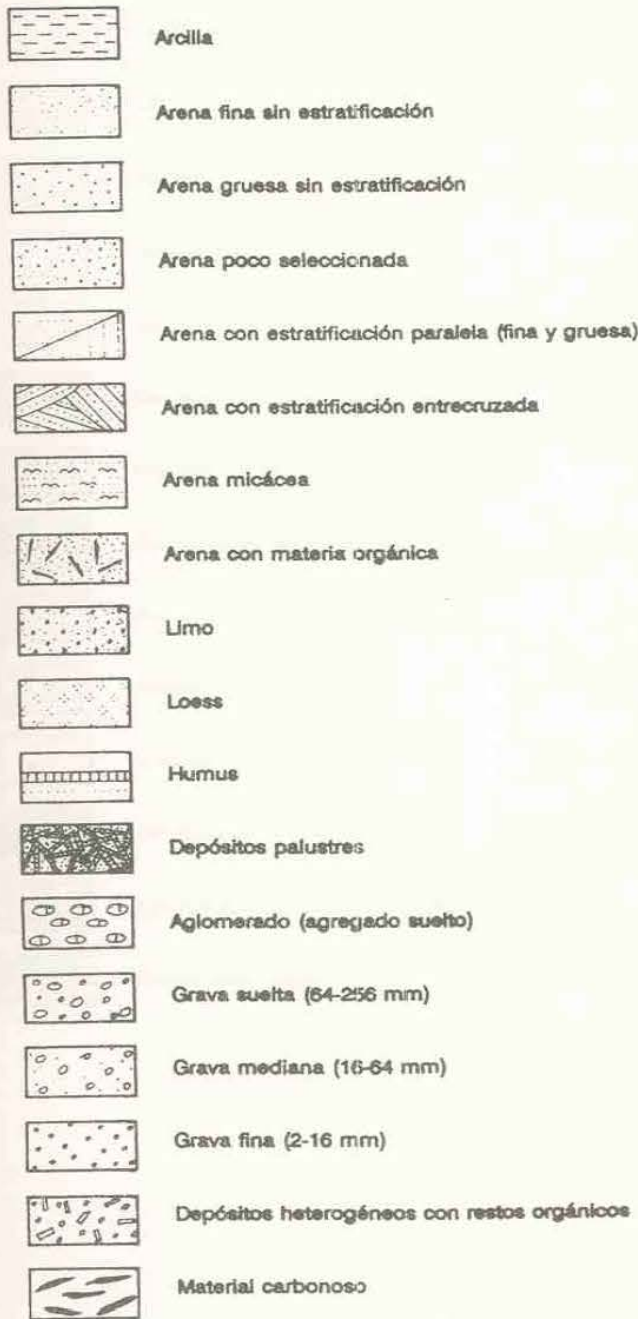 Arcilla
Arena fina sin estratificación
Arena gruesa sin estratificación
Arena poco seleccionada
Arena con estratificación paralela (fina y gruesa)
Arena con estratificación entrecruzada
Arena micácea
Arena con materia orgánica
Limo
Loess
Humus
Depósitos palustres
Aglomerado (agregado suelto)
Grava suelta (64-256 mm)
Grava mediana (16-64 mm)
Grava fina (2-16 mm)
Depósitos heterogéneos con restos orgánicos
Material carbonoso